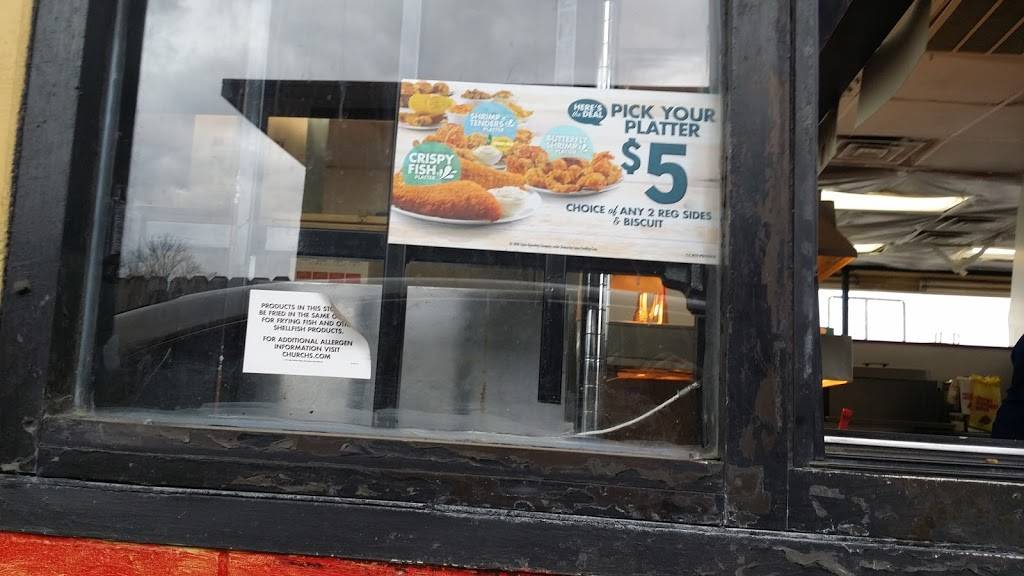 HERE'S
the DEAL
PICK YOUR
PLATTER
$5
CHOICE of ANY 2 REG SIDES
& BISCUIT
SHRIMP &
TENDERS
PLATTER
BUTTERFLY
SHRIMP
CRISPY
FISH
PLATTER
PRODUCTS IN THIS
BE FRIED IN THE SAME
FOR FRYING FISH AND
SHELLFISH PRODUCTS.
FOR ADDITIONAL ALLERGEN
INFORMATION VISIT
CHURCHS.COM